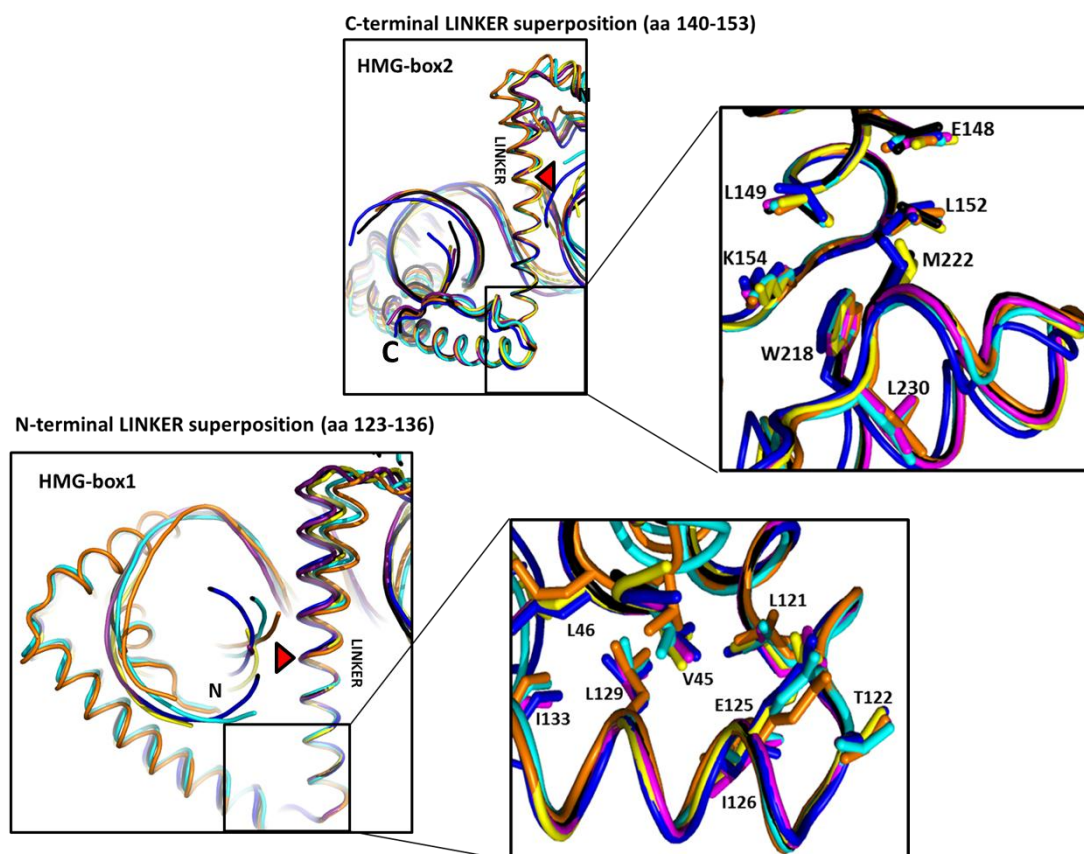 C-terminal LINKER superposition (aa 140-153)
HMG-box2
N
LINKER
C
E148
L149
L152
K154
M222
W218
L230
N-terminal LINKER superposition (aa 123-136)
HMG-box1
N
LINKER
L46
L121
L129
V45
I133
E125
T122
I126